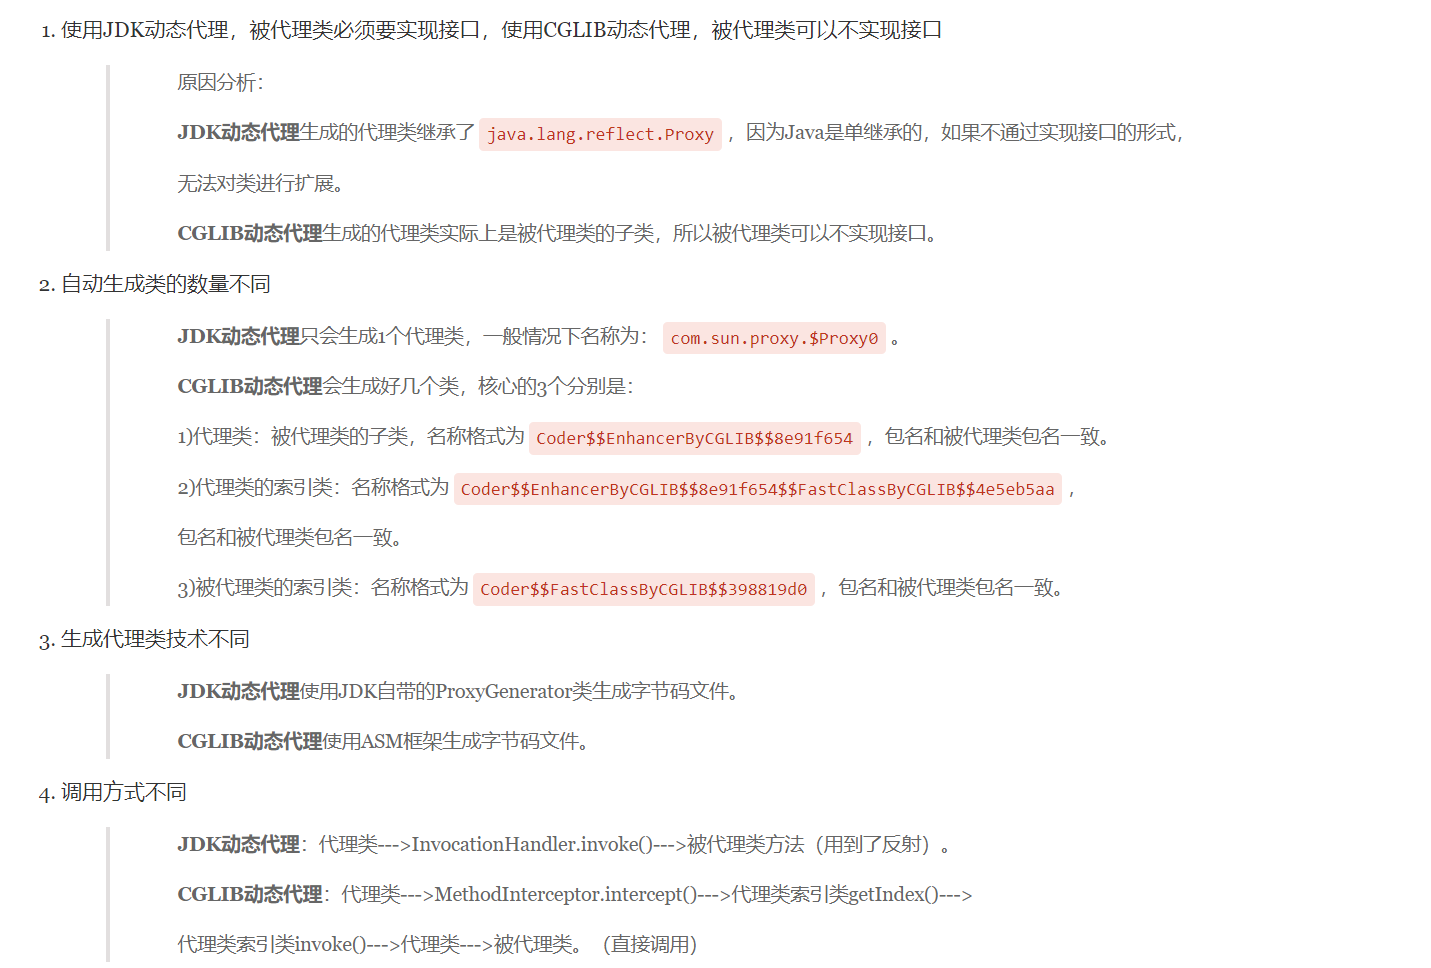 1. 使用JDK动态代理，被代理类必须要实现接口，使用CGLIB动态代理，被代理类可以不实现接口
原因分析：
JDK动态代理生成的代理类继承了 java.lang.reflect.Proxy ，因为Java是单继承的，如果不通过实现接口的形式，
无法对类进行扩展。
CGLIB动态代理生成的代理类实际上是被代理类的子类，所以被代理类可以不实现接口。
2. 自动生成类的数量不同
JDK动态代理只会生成1个代理类，一般情况下名称为： com.sun.proxy.$Proxy0 。
CGLIB动态代理会生成好几个类，核心的3个分别是：
1)代理类：被代理类的子类，名称格式为 Coder$$EnhancerByCGLIB$$8e91f654 ，包名和被代理类包名一致。
2)代理类的索引类：名称格式为 Coder$$EnhancerByCGLIB$$8e91f654$$FastClassByCGLIB$$4e5eb5aa ，
包名和被代理类包名一致。
3)被代理类的索引类：名称格式为 Coder$$FastClassByCGLIB$$398819d0 ，包名和被代理类包名一致。
3. 生成代理类技术不同
JDK动态代理使用JDK自带的ProxyGenerator类生成字节码文件。
CGLIB动态代理使用ASM框架生成字节码文件。
4. 调用方式不同
JDK动态代理：代理类--->InvocationHandler.invoke()--->被代理类方法（用到了反射）。
CGLIB动态代理：代理类--->MethodInterceptor.intercept()--->代理类索引类getIndex()--->
代理类索引类invoke()--->代理类--->被代理类。（直接调用）